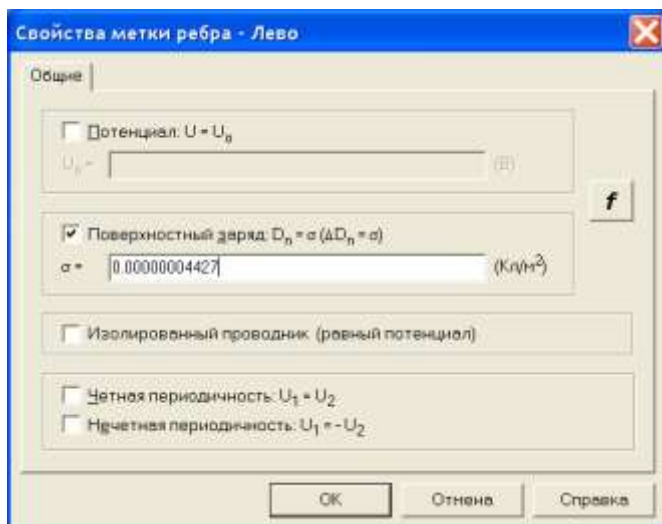 Свойства метки ребра - Лево
Общие
Потенциал: U = U₀
U₀ = (В)
f
Поверхностный заряд: Dₙ = σ (ΔDₙ = σ)
σ = 0.00000004427 (Кл/м²)
Изолированный проводник (равный потенциал)
Четная периодичность: U₁ = U₂
Нечетная периодичность: U₁ = - U₂
OK Отмена Справка